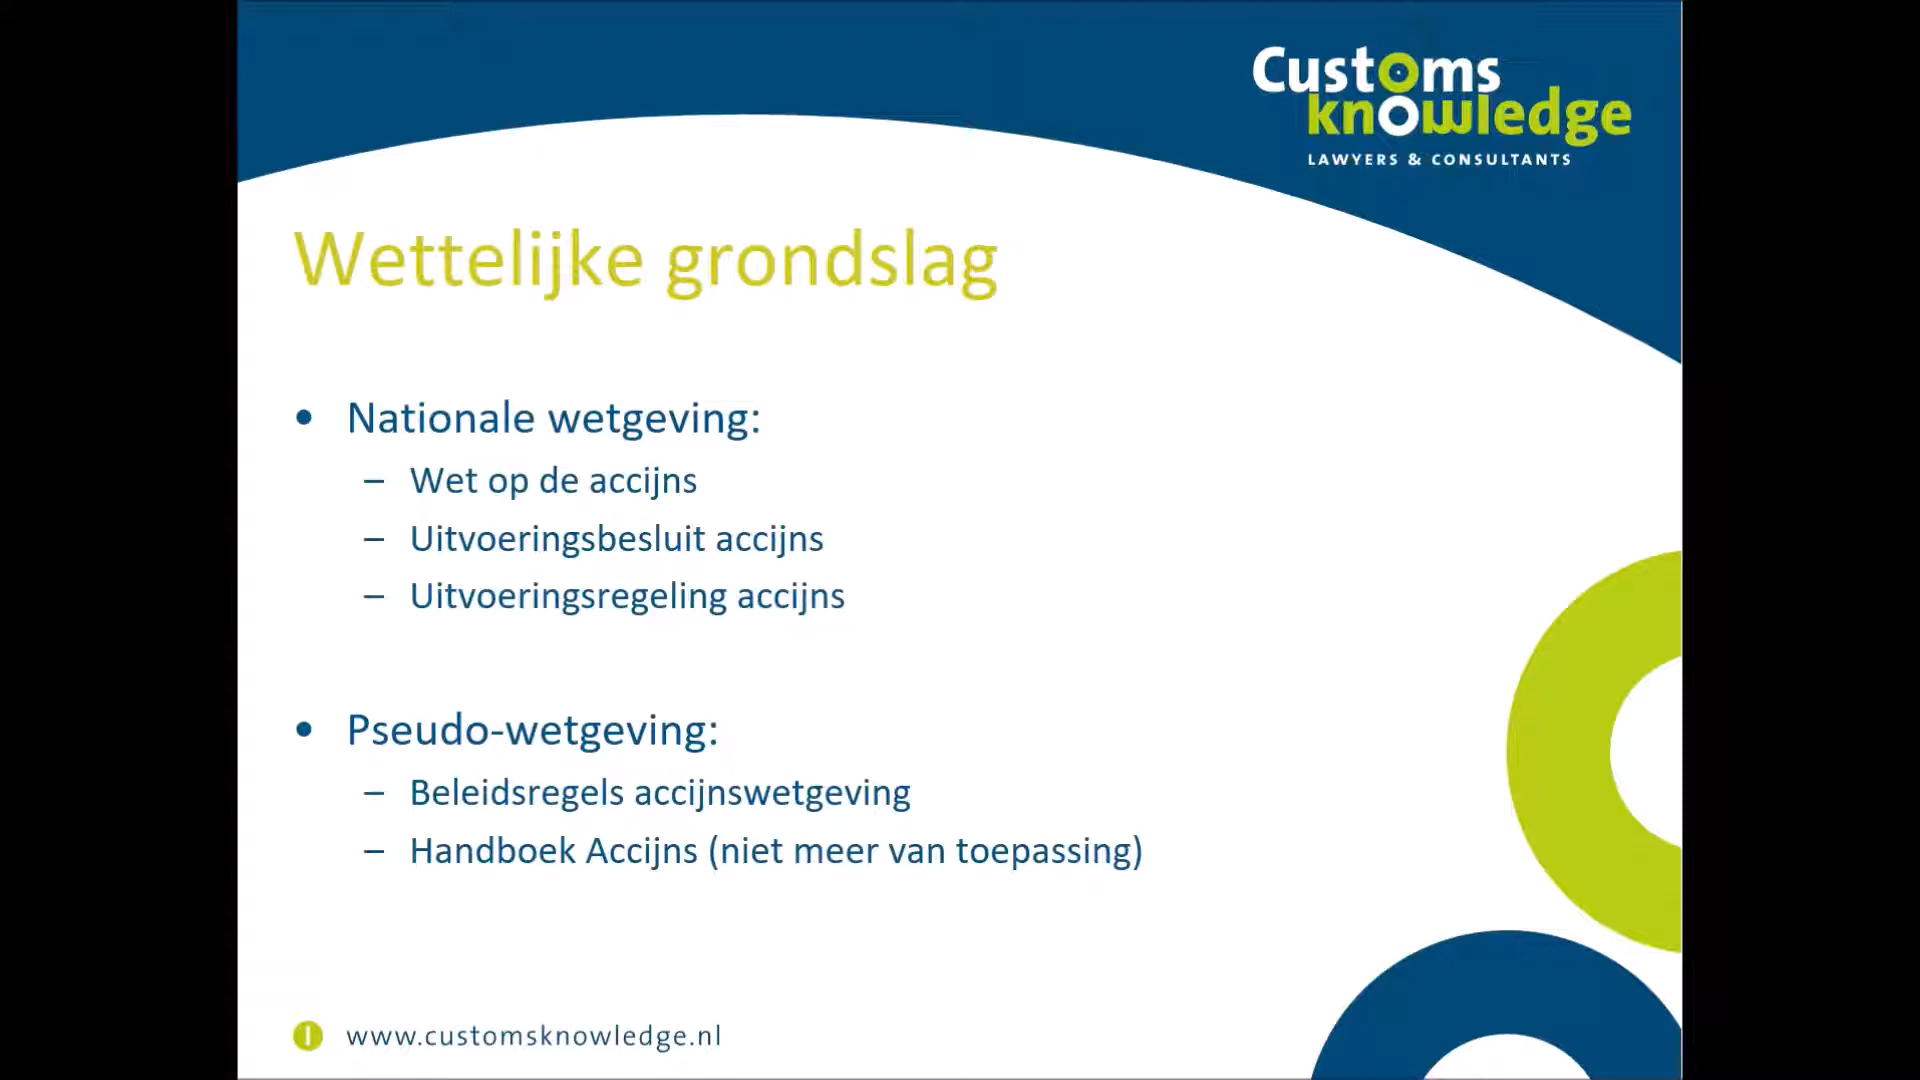 Customs
knowledge
LAWYERS & CONSULTANTS
Wettelijke grondslag
• Nationale wetgeving:
– Wet op de accijns
– Uitvoeringsbesluit accijns
– Uitvoeringsregeling accijns
• Pseudo-wetgeving:
– Beleidsregels accijnswetgeving
– Handboek Accijns (niet meer van toepassing)
www.customsknowledge.nl